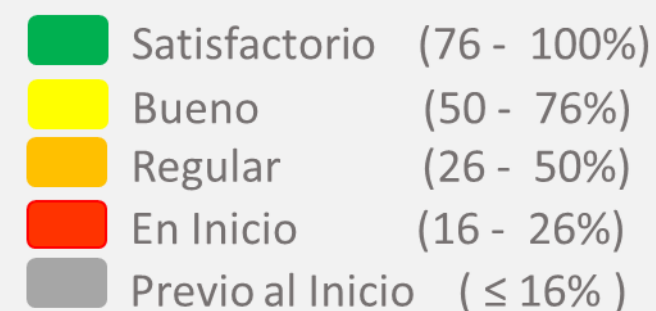 Satisfactorio (76 - 100%)
Bueno (50 - 76%)
Regular (26 - 50%)
En Inicio (16 - 26%)
Previo al Inicio ( ≤ 16% )